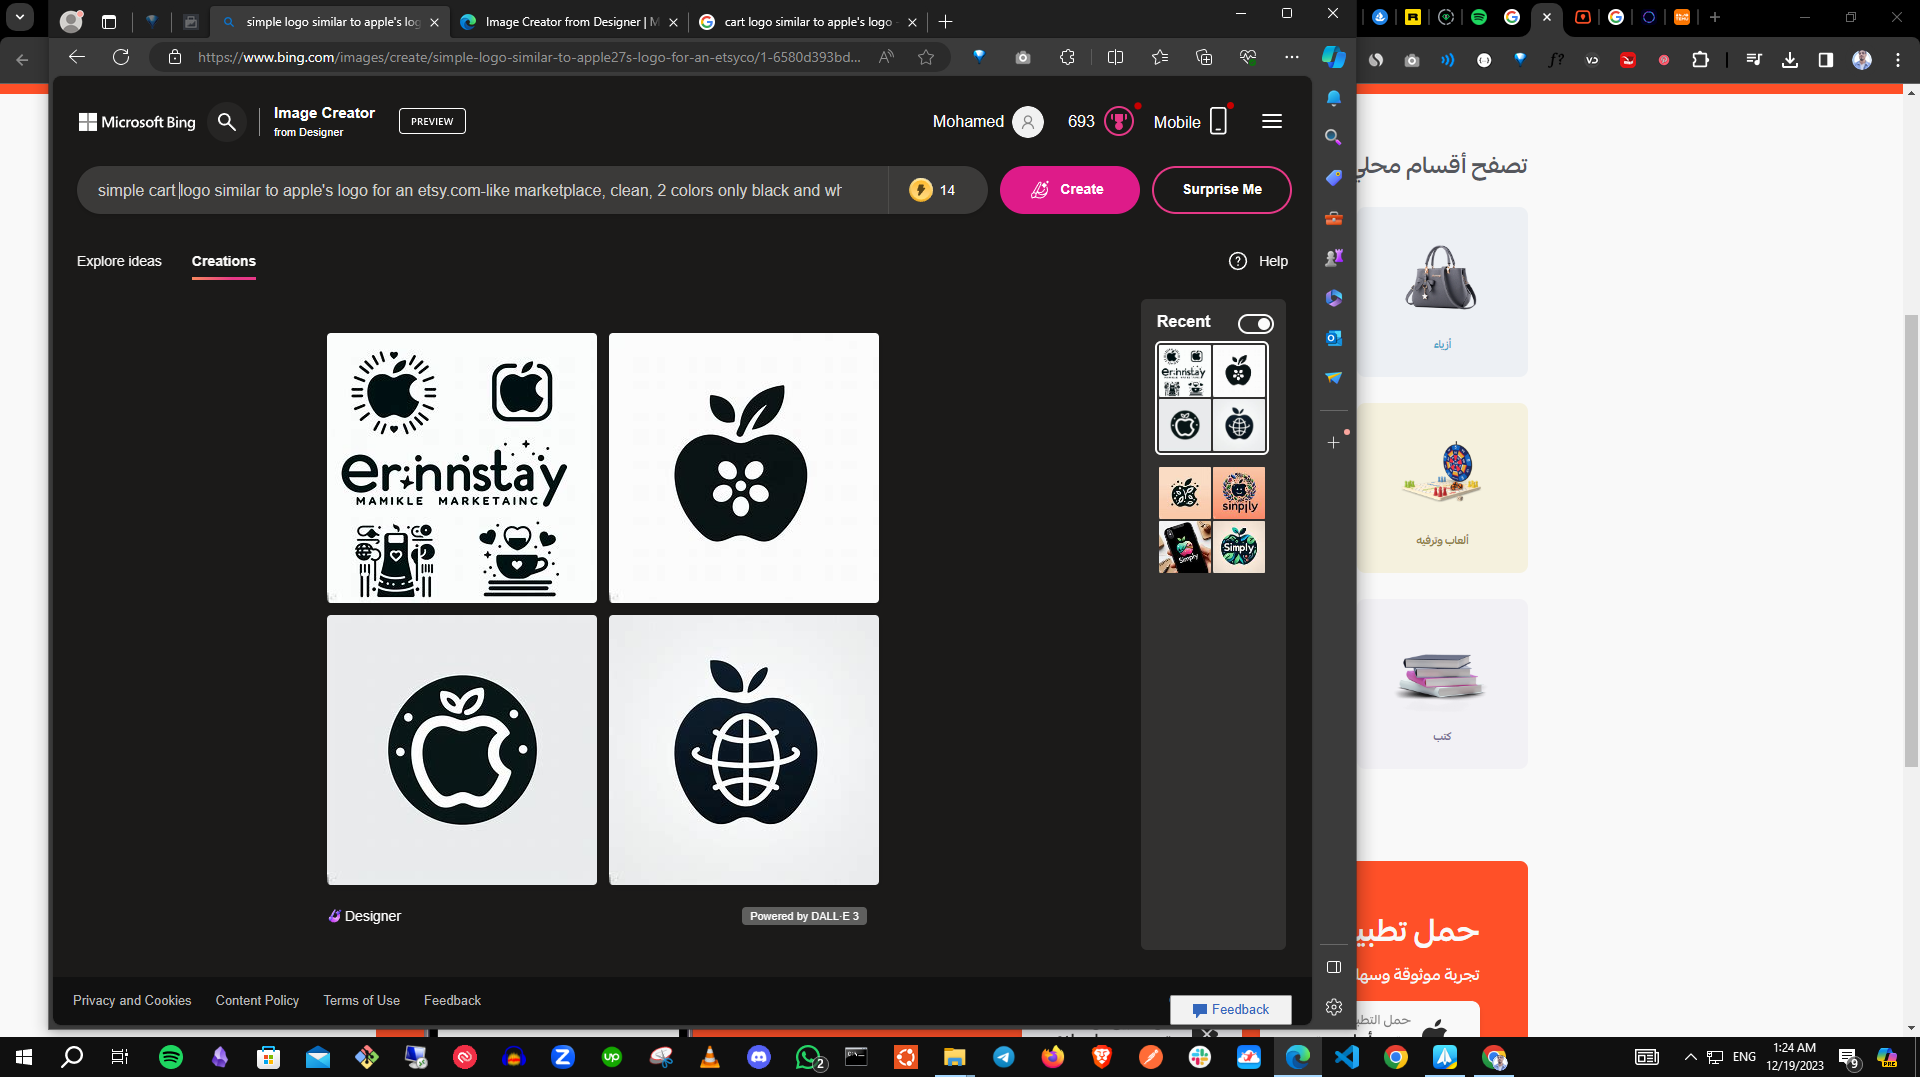 simple logo similar to apple's log
Image Creator from Designer | M
cart logo similar to apple's logo -
https://www.bing.com/images/create/simple-logo-similar-to-apple27s-logo-for-an-etsyco/1-6580d393bd...
Microsoft Bing
Image Creator
from Designer
PREVIEW
Mohamed
693
Mobile
simple cart logo similar to apple's logo for an etsy.com-like marketplace, clean, 2 colors only black and wh
14
Create
Surprise Me
Explore ideas
Creations
Help
Recent
er:nnstay
MAMIKLE MARKETAINC
er:nnstay
sinpjly
Simply
Simply
Designer
Powered by DALL·E 3
Privacy and Cookies
Content Policy
Terms of Use
Feedback
Feedback
تصفح أقسام محلي
أزياء
ألعاب وترفيه
كتب
حمل تطبي
تجربة موثوقة وسها
حمل التطب
2
ENG
1:24 AM
12/19/2023
9